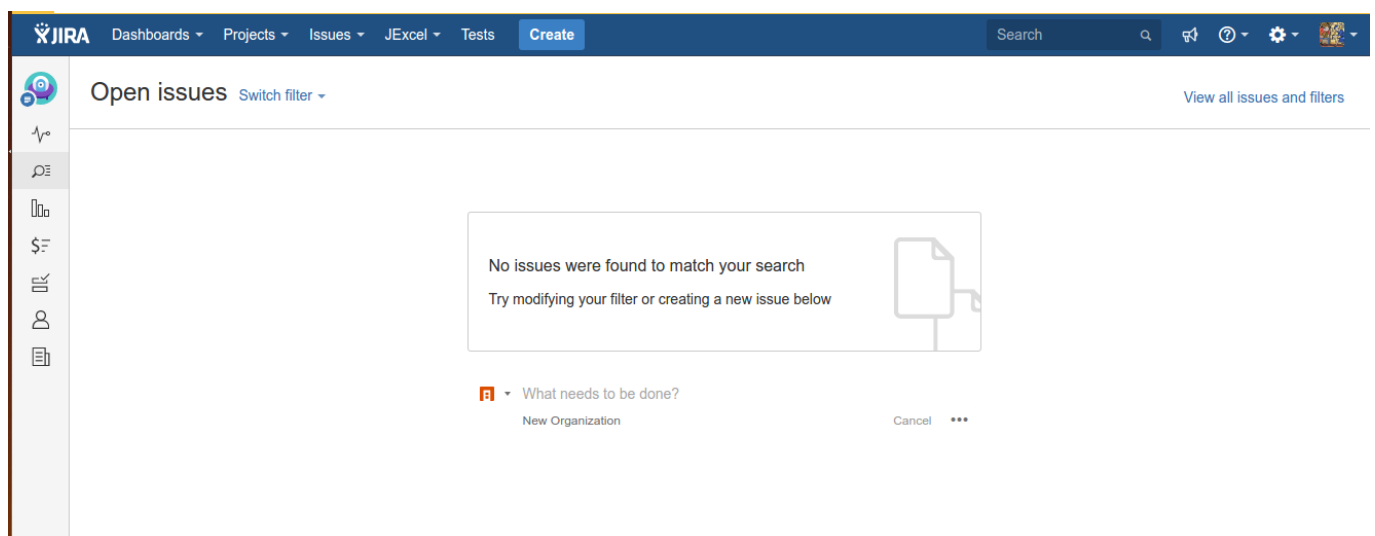 JIRA Dashboards Projects Issues JExcel Tests Create Search
Open issues Switch filter View all issues and filters
No issues were found to match your search
Try modifying your filter or creating a new issue below
What needs to be done?
New Organization Cancel